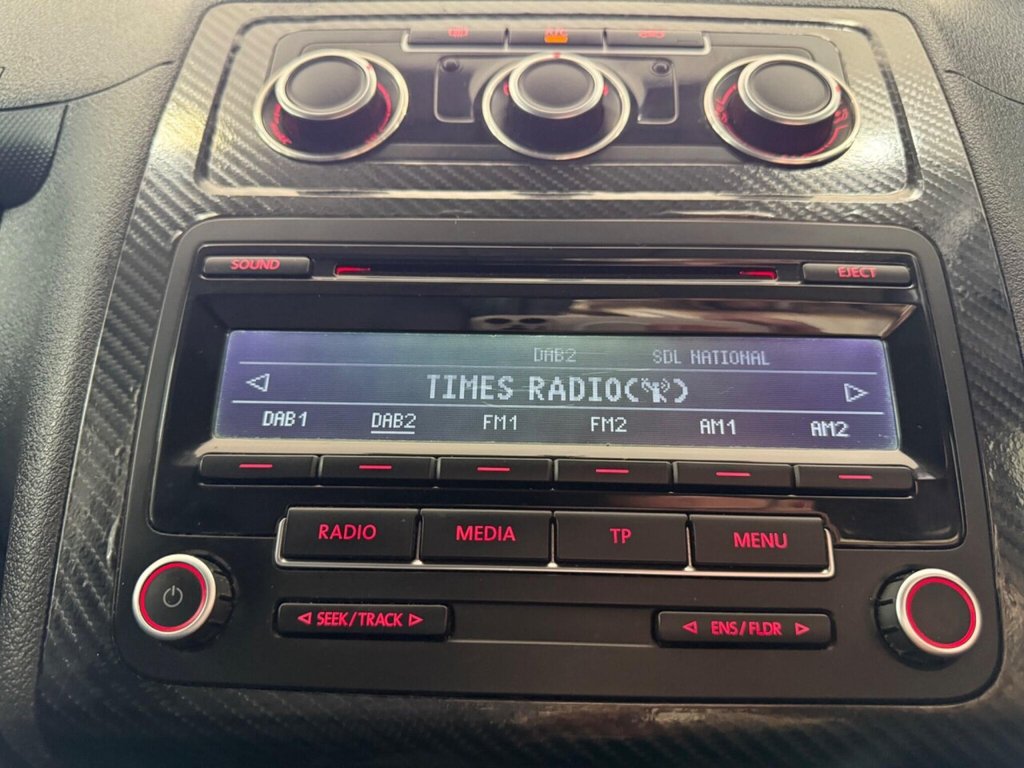 A/C
SOUND
EJECT
DAB2 SDL NATIONAL
TIMES RADIO
DAB1 DAB2 FM1 FM2 AM1 AM2
RADIO MEDIA TP MENU
SEEK/TRACK ENS/FLDR